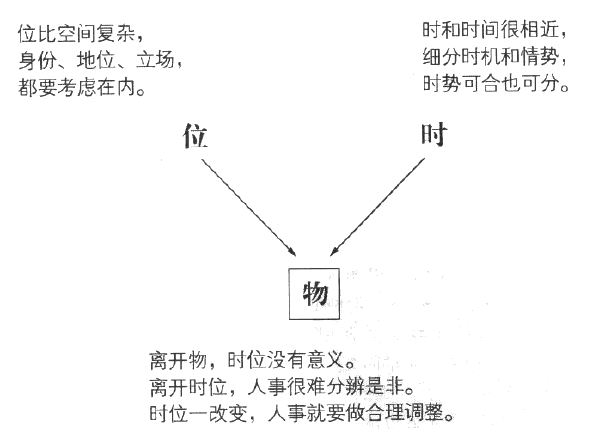 位比空间复杂，
身份、地位、立场，
都要考虑在内。
时和时间很相近，
细分时机和情势，
时势可合也可分。
位
时
物
离开物，时位没有意义。
离开时位，人事很难分辨是非。
时位一改变，人事就要做合理调整。